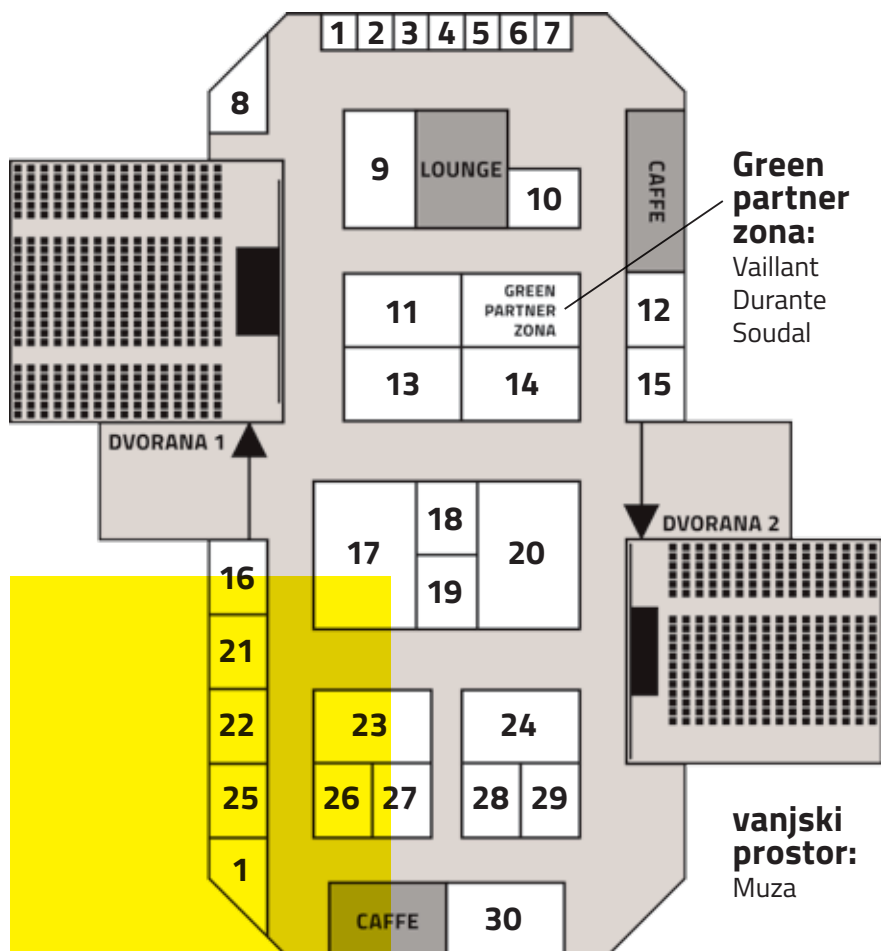 1 2 3 4 5 6 7
8
9 LOUNGE
10
CAFFE
Green
partner
zona:
Vaillant
Durante
Soudal
11
GREEN
PARTNER
ZONA
12
13 14
15
DVORANA 1
DVORANA 2
16
17
18
19
20
21
22
23
24
25
26 27
28 29
1
CAFFE
30
vanjski
prostor:
Muza